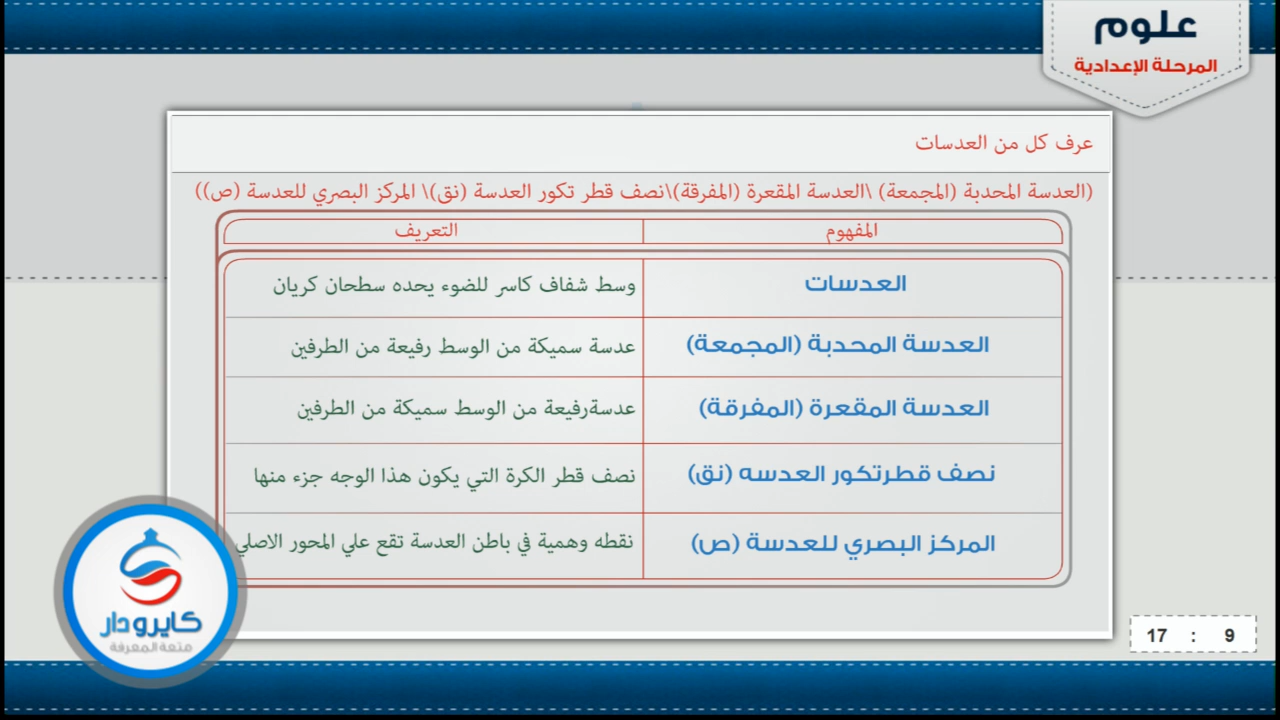 علوم
المرحلة الإعدادية
عرف كل من العدسات
(العدسة المحدبة (المجمعة) \العدسة المقعرة (المفرقة)\نصف قطر تكور العدسة (نق)\ المركز البصري للعدسة (ص))
المفهوم التعريف
العدسات وسط شفاف كاسر للضوء يحده سطحان كريان
العدسة المحدبة (المجمعة) عدسة سميكة من الوسط رفيعة من الطرفين
العدسة المقعرة (المفرقة) عدسةرفيعة من الوسط سميكة من الطرفين
نصف قطرتكور العدسه (نق) نصف قطر الكرة التي يكون هذا الوجه جزء منها
المركز البصري للعدسة (ص) نقطه وهمية في باطن العدسة تقع علي المحور الاصلي
كايرودار
متعة المعرفة
17 : 9